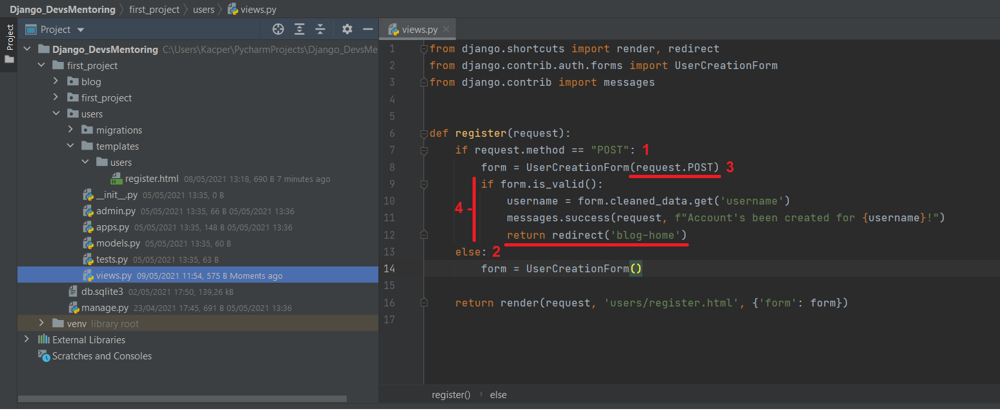 Django_DevsMentoring first_project users views.py
Project
Project
Django_DevsMentoring C:\Users\Kacper\PycharmProjects\Django_DevsMe
first_project
blog
first_project
users
migrations
templates
users
register.html 08/05/2021 13:18, 690 B 7 minutes ago
__init__.py 05/05/2021 13:35, 0 B
admin.py 05/05/2021 13:35, 66 B 05/05/2021 13:36
apps.py 05/05/2021 13:35, 148 B 05/05/2021 13:36
models.py 05/05/2021 13:35, 60 B
tests.py 05/05/2021 13:35, 63 B
views.py 09/05/2021 11:54, 575 B Moments ago
db.sqlite3 02/05/2021 17:50, 139,26 kB
manage.py 23/04/2021 17:45, 691 B 05/05/2021 13:36
venv library root
External Libraries
Scratches and Consoles
views.py
1 from django.shortcuts import render, redirect
2 from django.contrib.auth.forms import UserCreationForm
3 from django.contrib import messages
4
5
6 def register(request):
7 if request.method == "POST": 1
8 form = UserCreationForm(request.POST) 3
9 if form.is_valid():
10 username = form.cleaned_data.get('username')
4 -
11 messages.success(request, f"Account's been created for {username}!")
12 return redirect('blog-home')
13 else: 2
14 form = UserCreationForm()
15
16 return render(request, 'users/register.html', {'form': form})
17
register() else